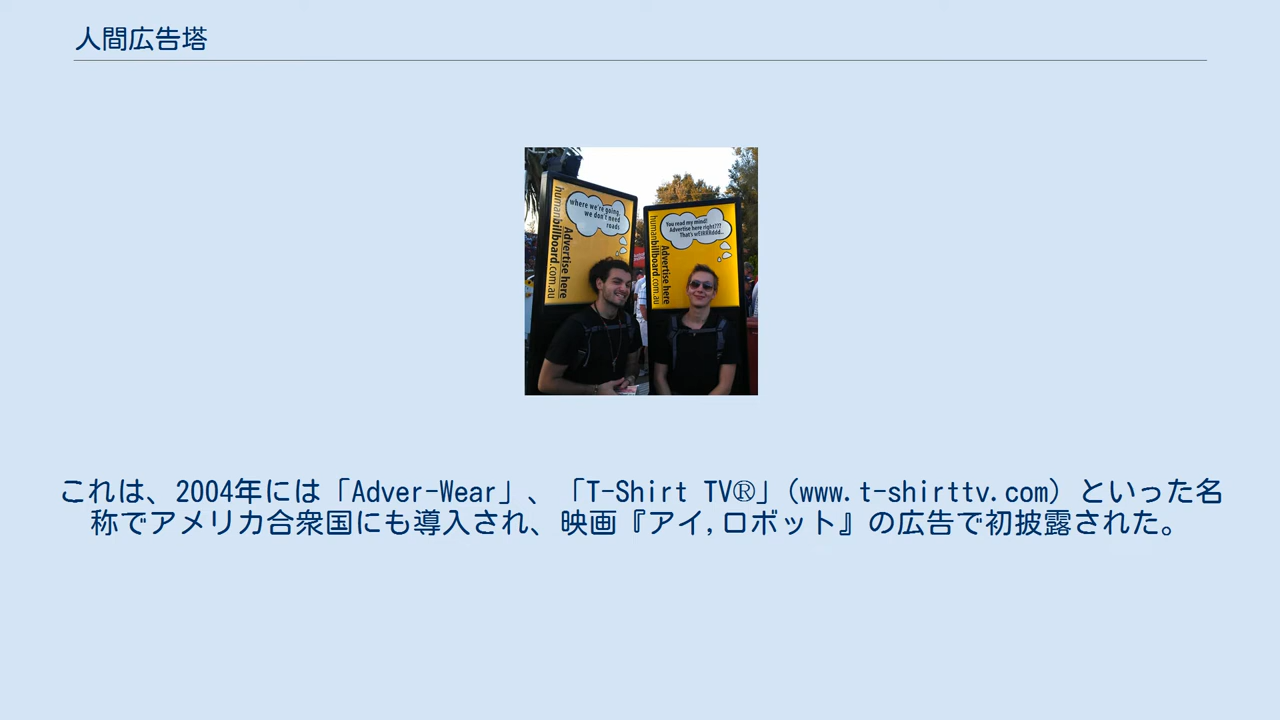 人間広告塔
where we're going,
we don't need
roads
humanbillboard.com.au
Advertise here
You read my mind!
Advertise here right???
That's wEIRRRddd..
humanbillboard.com.au
Advertise here
これは、2004年には「Adver-Wear」、「T-Shirt TV®」(www.t-shirttv.com) といった名
称でアメリカ合衆国にも導入され、映画『アイ,ロボット』の広告で初披露された。